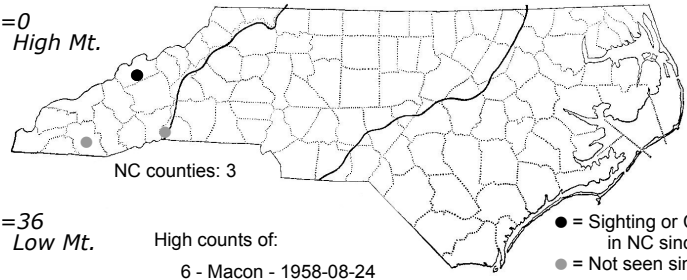 =0
High Mt.
NC counties: 3
=36
Low Mt.
High counts of:
6 - Macon - 1958-08-24
= Sighting or
in NC sinc
= Not seen sin